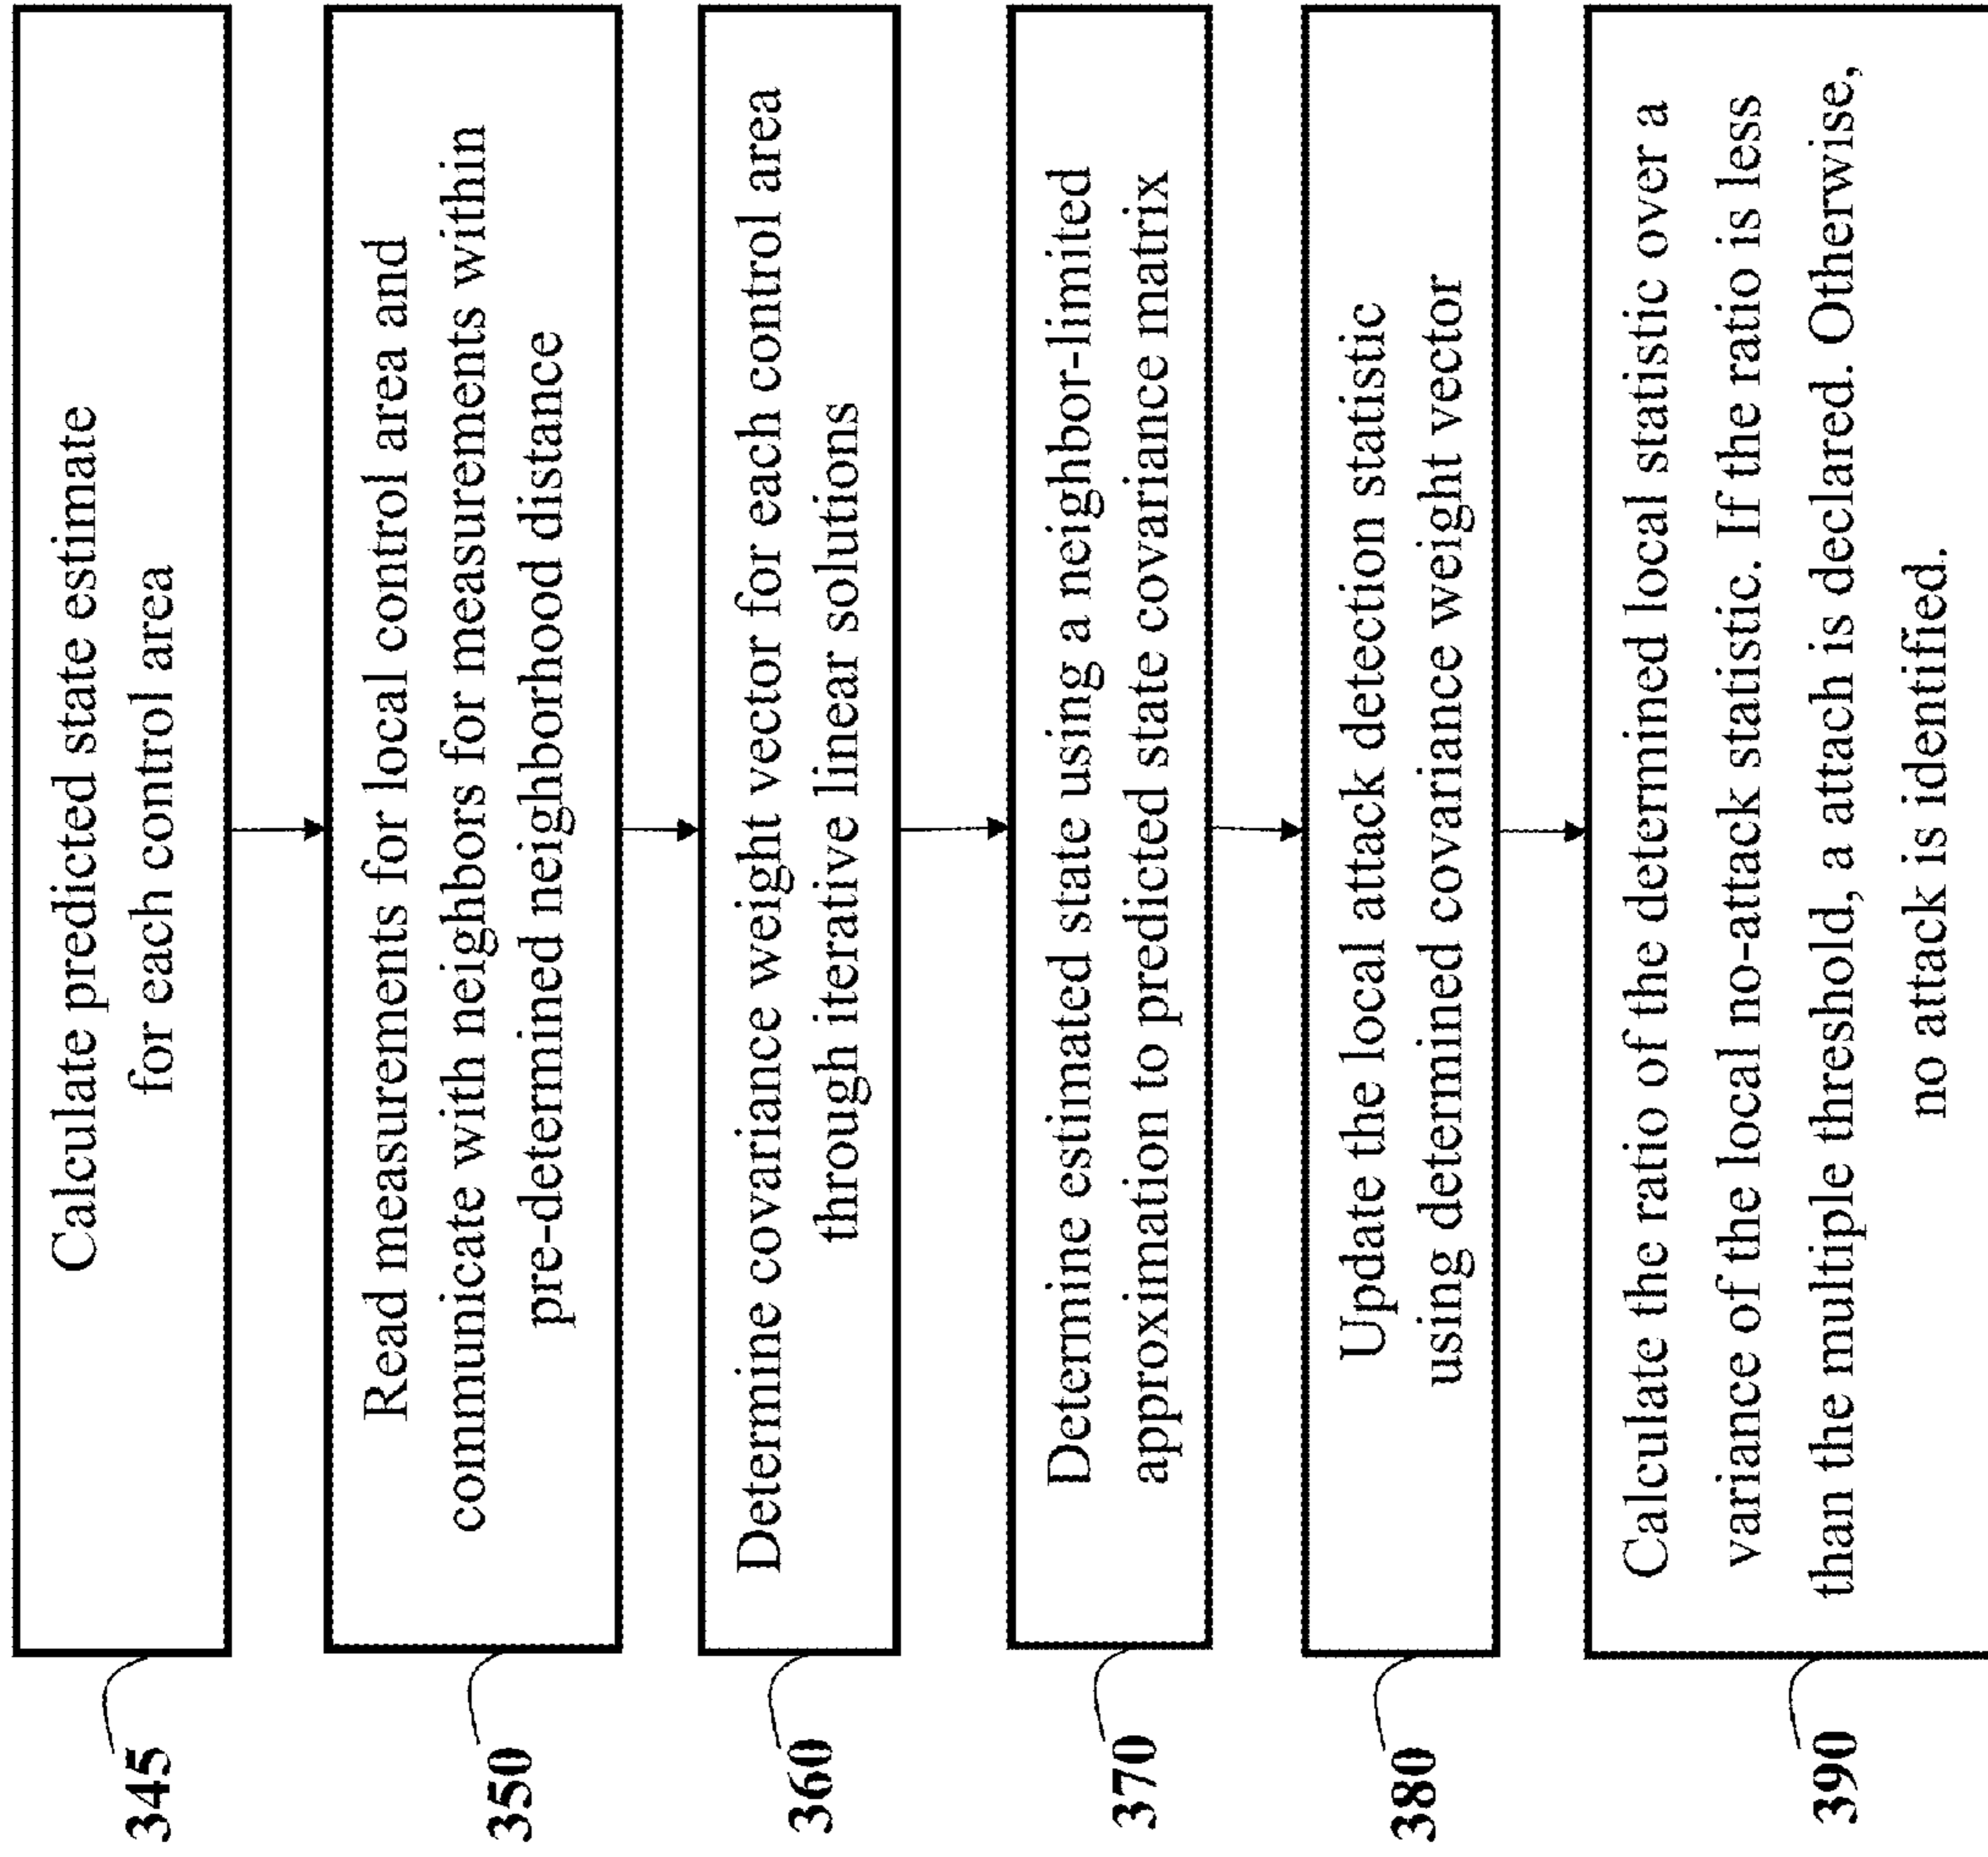 345
Calculate predicted state estimate
for each control area
350
Read measurements for local control area and
communicate with neighbors for measurements within
pre-determined neighborhood distance
360
Determine covariance weight vector for each control area
through iterative linear solutions
370
Determine estimated state using a neighbor-limited
approximation to predicted state covariance matrix
380
Update the local attack detection statistic
using determined covariance weight vector
390
Calculate the ratio of the determined local statistic over a
variance of the local no-attack statistic. If the ratio is less
than the multiple threshold, a attach is declared. Otherwise,
no attack is identified.